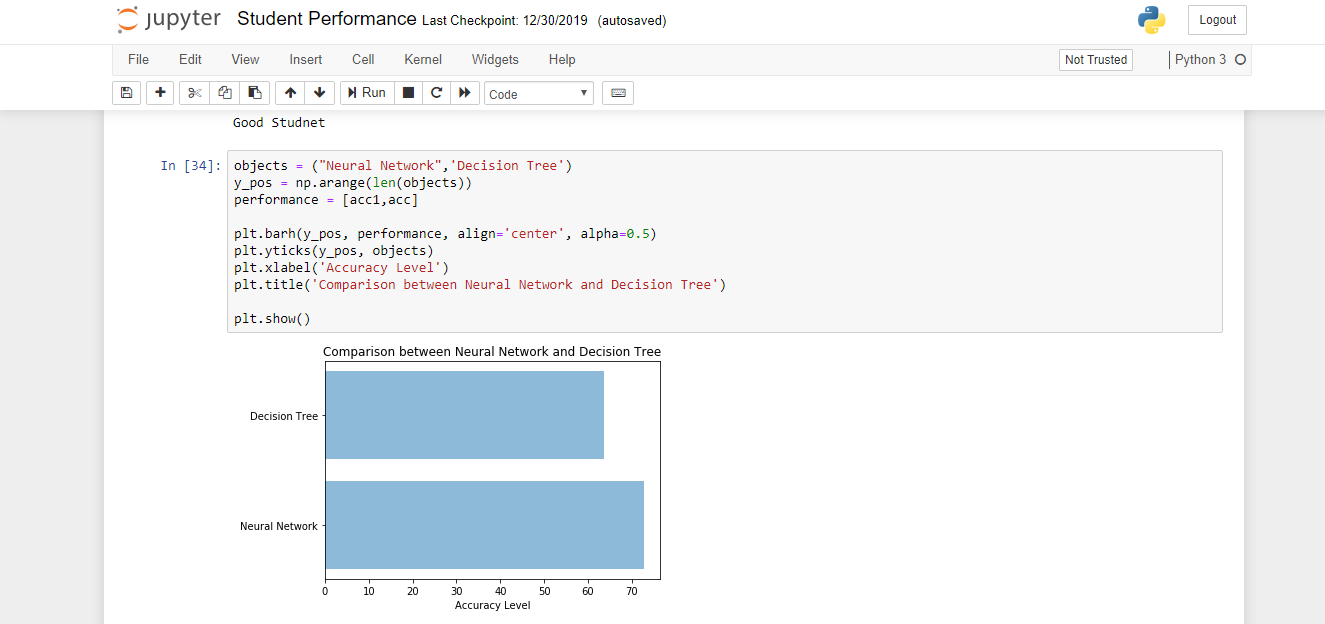 jupyter Student Performance Last Checkpoint: 12/30/2019 (autosaved)
Logout
File Edit View Insert Cell Kernel Widgets Help
Not Trusted
Python 3
Run
Code
Good Studnet
In [34]:
objects = ("Neural Network",'Decision Tree')
y_pos = np.arange(len(objects))
performance = [acc1,acc]
plt.barh(y_pos, performance, align='center', alpha=0.5)
plt.yticks(y_pos, objects)
plt.xlabel('Accuracy Level')
plt.title('Comparison between Neural Network and Decision Tree')
plt.show()
Comparison between Neural Network and Decision Tree
Decision Tree
Neural Network
0 10 20 30 40 50 60 70
Accuracy Level